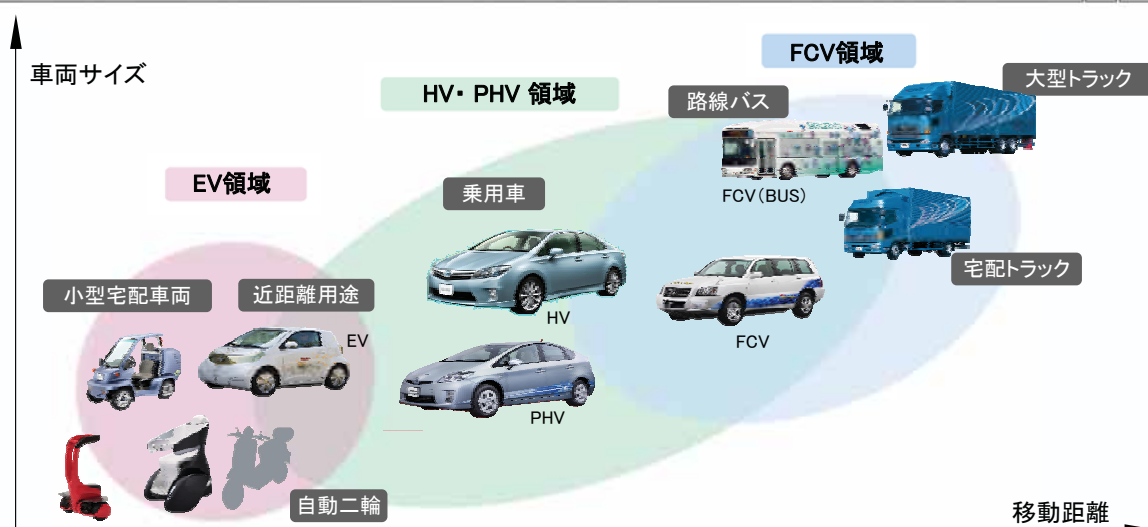 車両サイズ
FCV領域
大型トラック
HV・PHV 領域
路線バス
EV領域
乗用車
FCV(BUS)
宅配トラック
小型宅配車両
近距離用途
HV
EV
FCV
PHV
自動二輪
移動距離